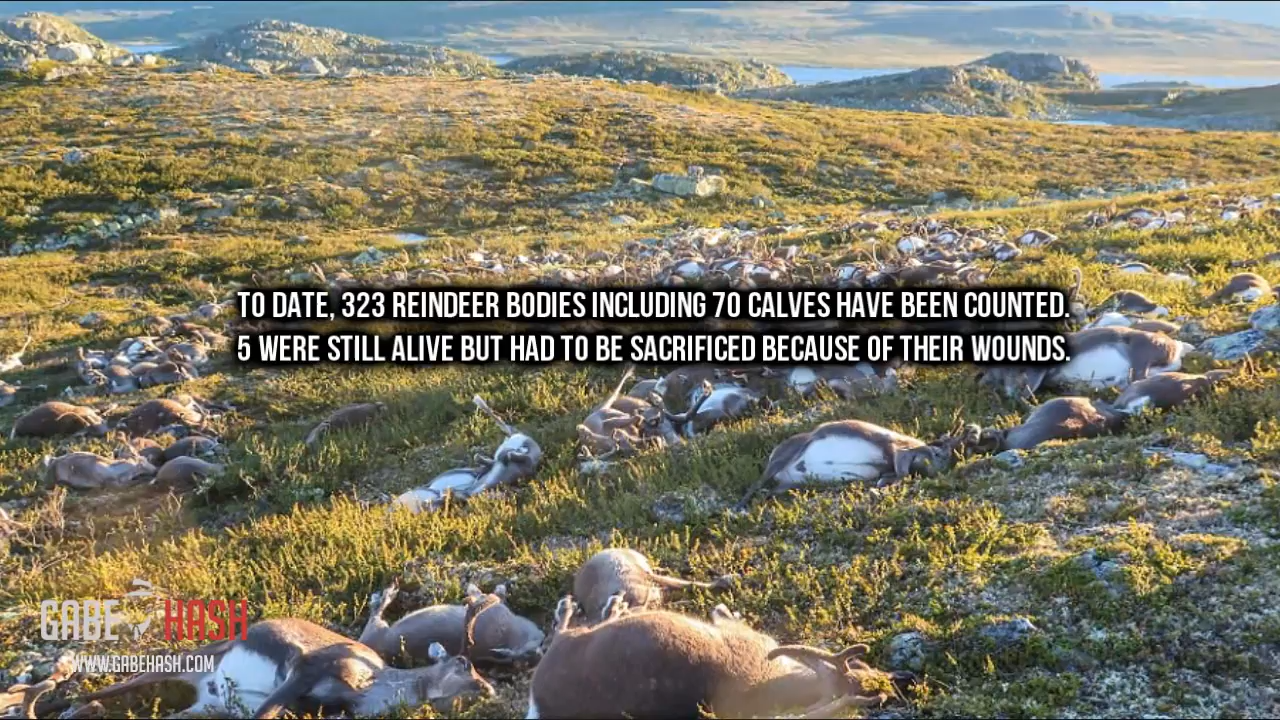 TO DATE, 323 REINDEER BODIES INCLUDING 70 CALVES HAVE BEEN COUNTED.
5 WERE STILL ALIVE BUT HAD TO BE SACRIFICED BECAUSE OF THEIR WOUNDS.
GABE HASH
WWW.GABEHASH.COM